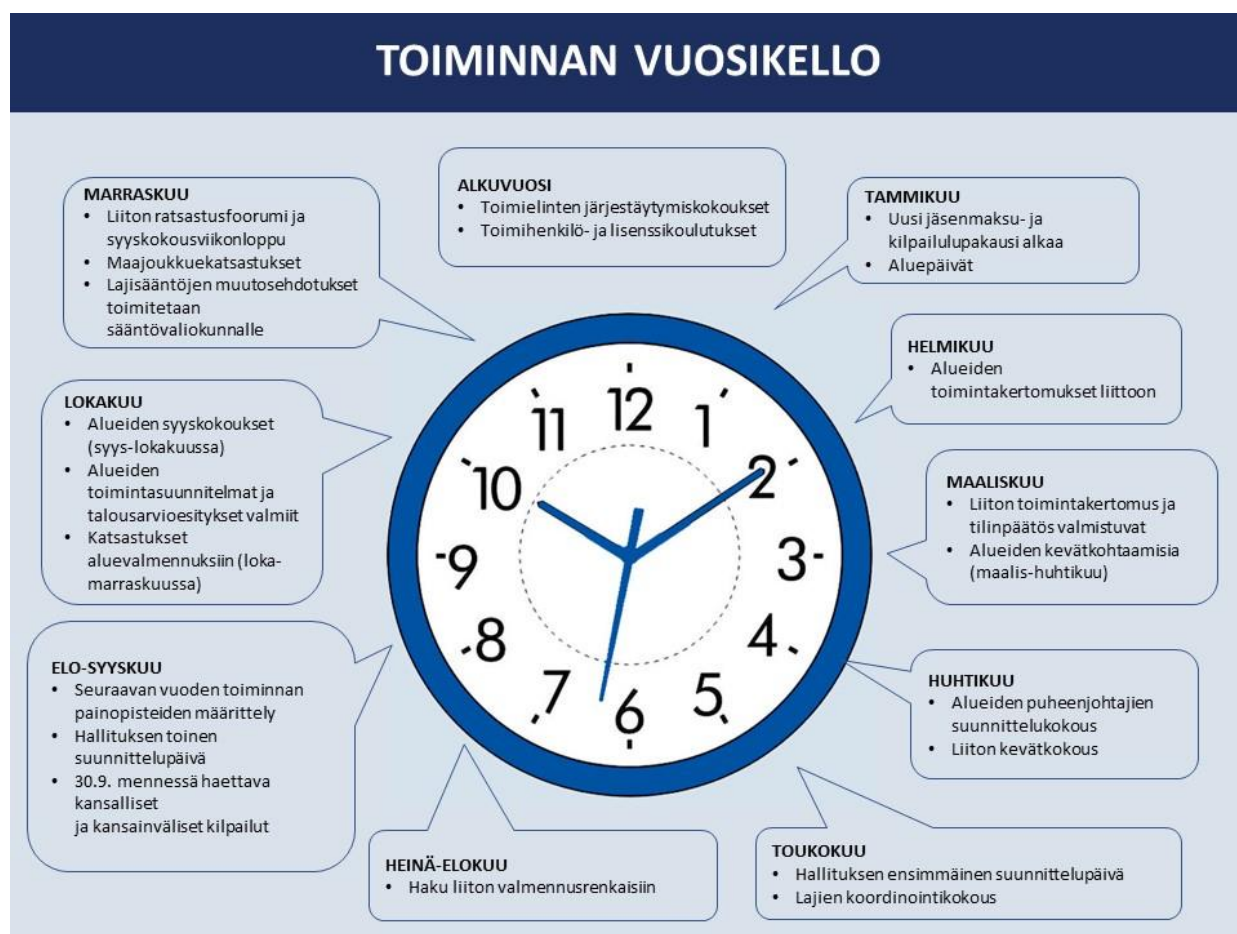 TOIMINNAN VUOSIKELLO
ALKUVUOSI
• Toimielinten järjestäytymiskokoukset
• Toimihenkilö- ja lisenssikoulutukset
TAMMIKUU
• Uusi jäsenmaksu- ja
kilpailulupakausi alkaa
• Aluepäivät
HELMIKUU
• Alueiden
toimintakertomukset liittoon
MAALISKUU
• Liiton toimintakertomus ja
tilinpäätös valmistuvat
• Alueiden kevätkohtaamisia
(maalis-huhtikuu)
HUHTIKUU
• Alueiden puheenjohtajien
suunnittelukokous
• Liiton kevätkokous
TOUKOKUU
• Hallituksen ensimmäinen suunnittelupäivä
• Lajien koordinointikokous
HEINÄ-ELOKUU
• Haku liiton valmennusrenkaisiin
ELO-SYYSKUU
• Seuraavan vuoden toiminnan
painopisteiden määrittely
• Hallituksen toinen
suunnittelupäivä
• 30.9. mennessä haettava
kansalliset
ja kansainväliset kilpailut
LOKAKUU
• Alueiden syyskokoukset
(syys-lokakuussa)
• Alueiden
toimintasuunnitelmat ja
talousarvioesitykset valmiit
• Katsastukset
aluevalmennuksiin (loka-
marraskuussa)
MARRASKUU
• Liiton ratsastusfoorumi ja
syyskokousviikonloppu
• Maajoukkuekatsastukset
• Lajisääntöjen muutosehdotukset
toimitetaan
sääntövaliokunnalle
12
1
2
3
4
5
6
7
8
9
10
11